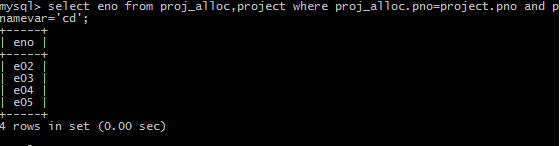 mysql> select eno from proj_alloc,project where proj_alloc.pno=project.pno and p
namevar='cd';
+-----+
| eno |
+-----+
| e02 |
| e03 |
| e04 |
| e05 |
+-----+
4 rows in set (0.00 sec)